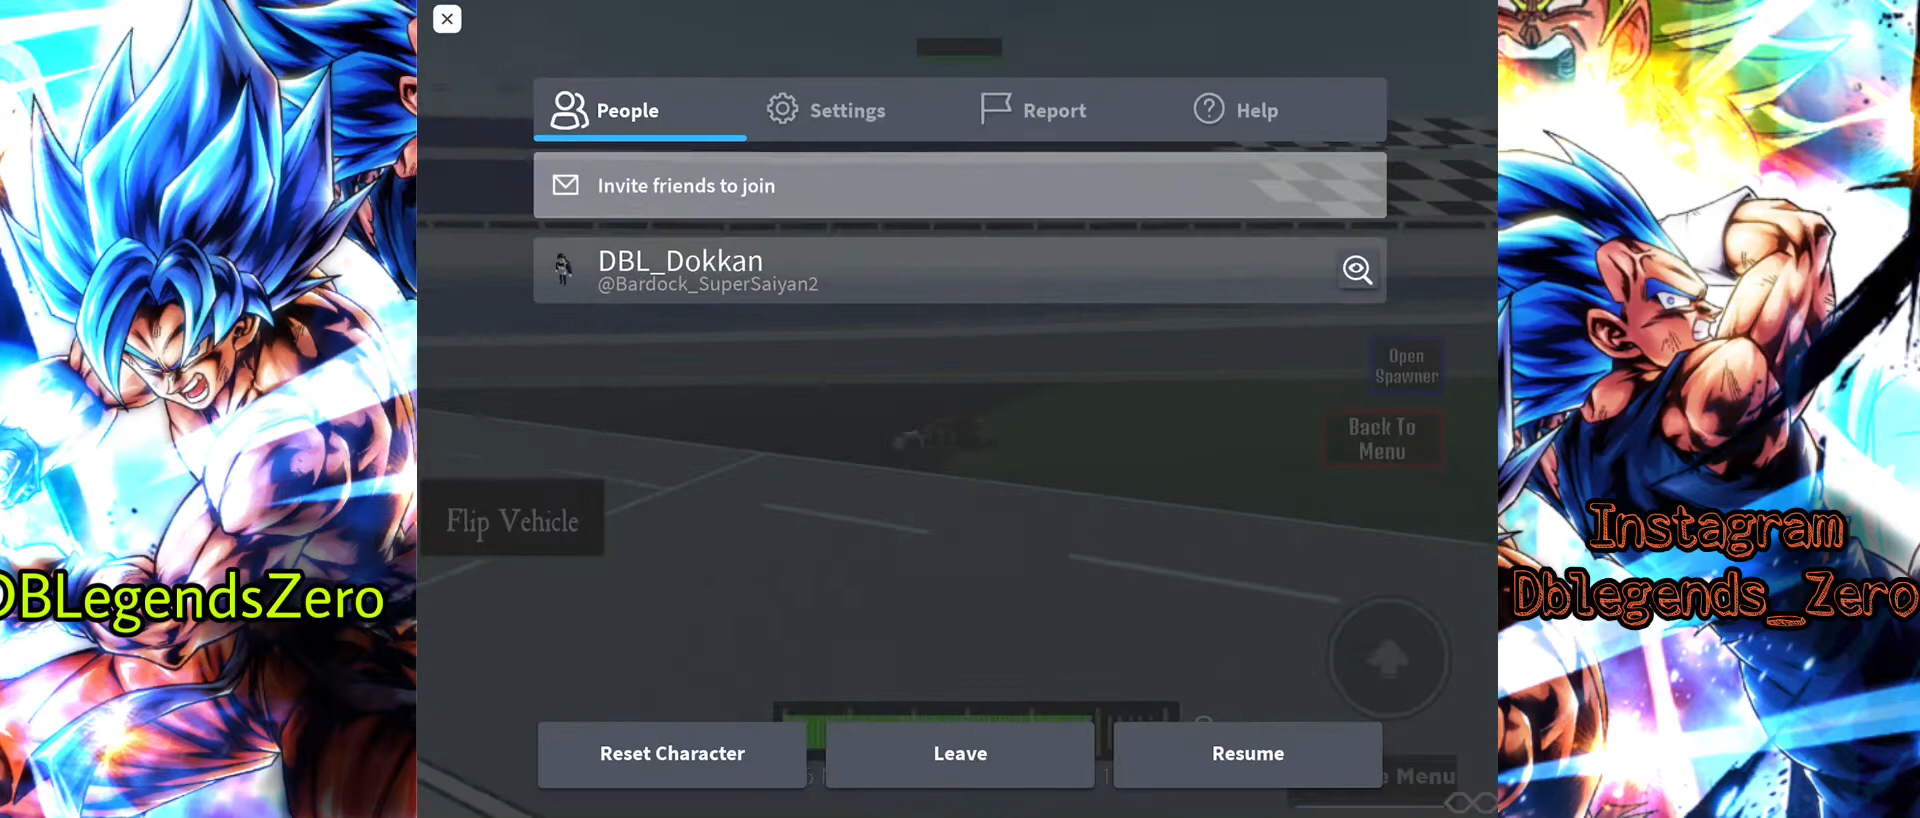 People
Settings
Report
Help
Invite friends to join
DBL_Dokkan
@Bardock_SuperSaiyan2
Open
Spawner
Back To
Menu
Flip Vehicle
Instagram
DBLegendsZero
Dblegends_Zero
Reset Character
Leave
Resume
Menu